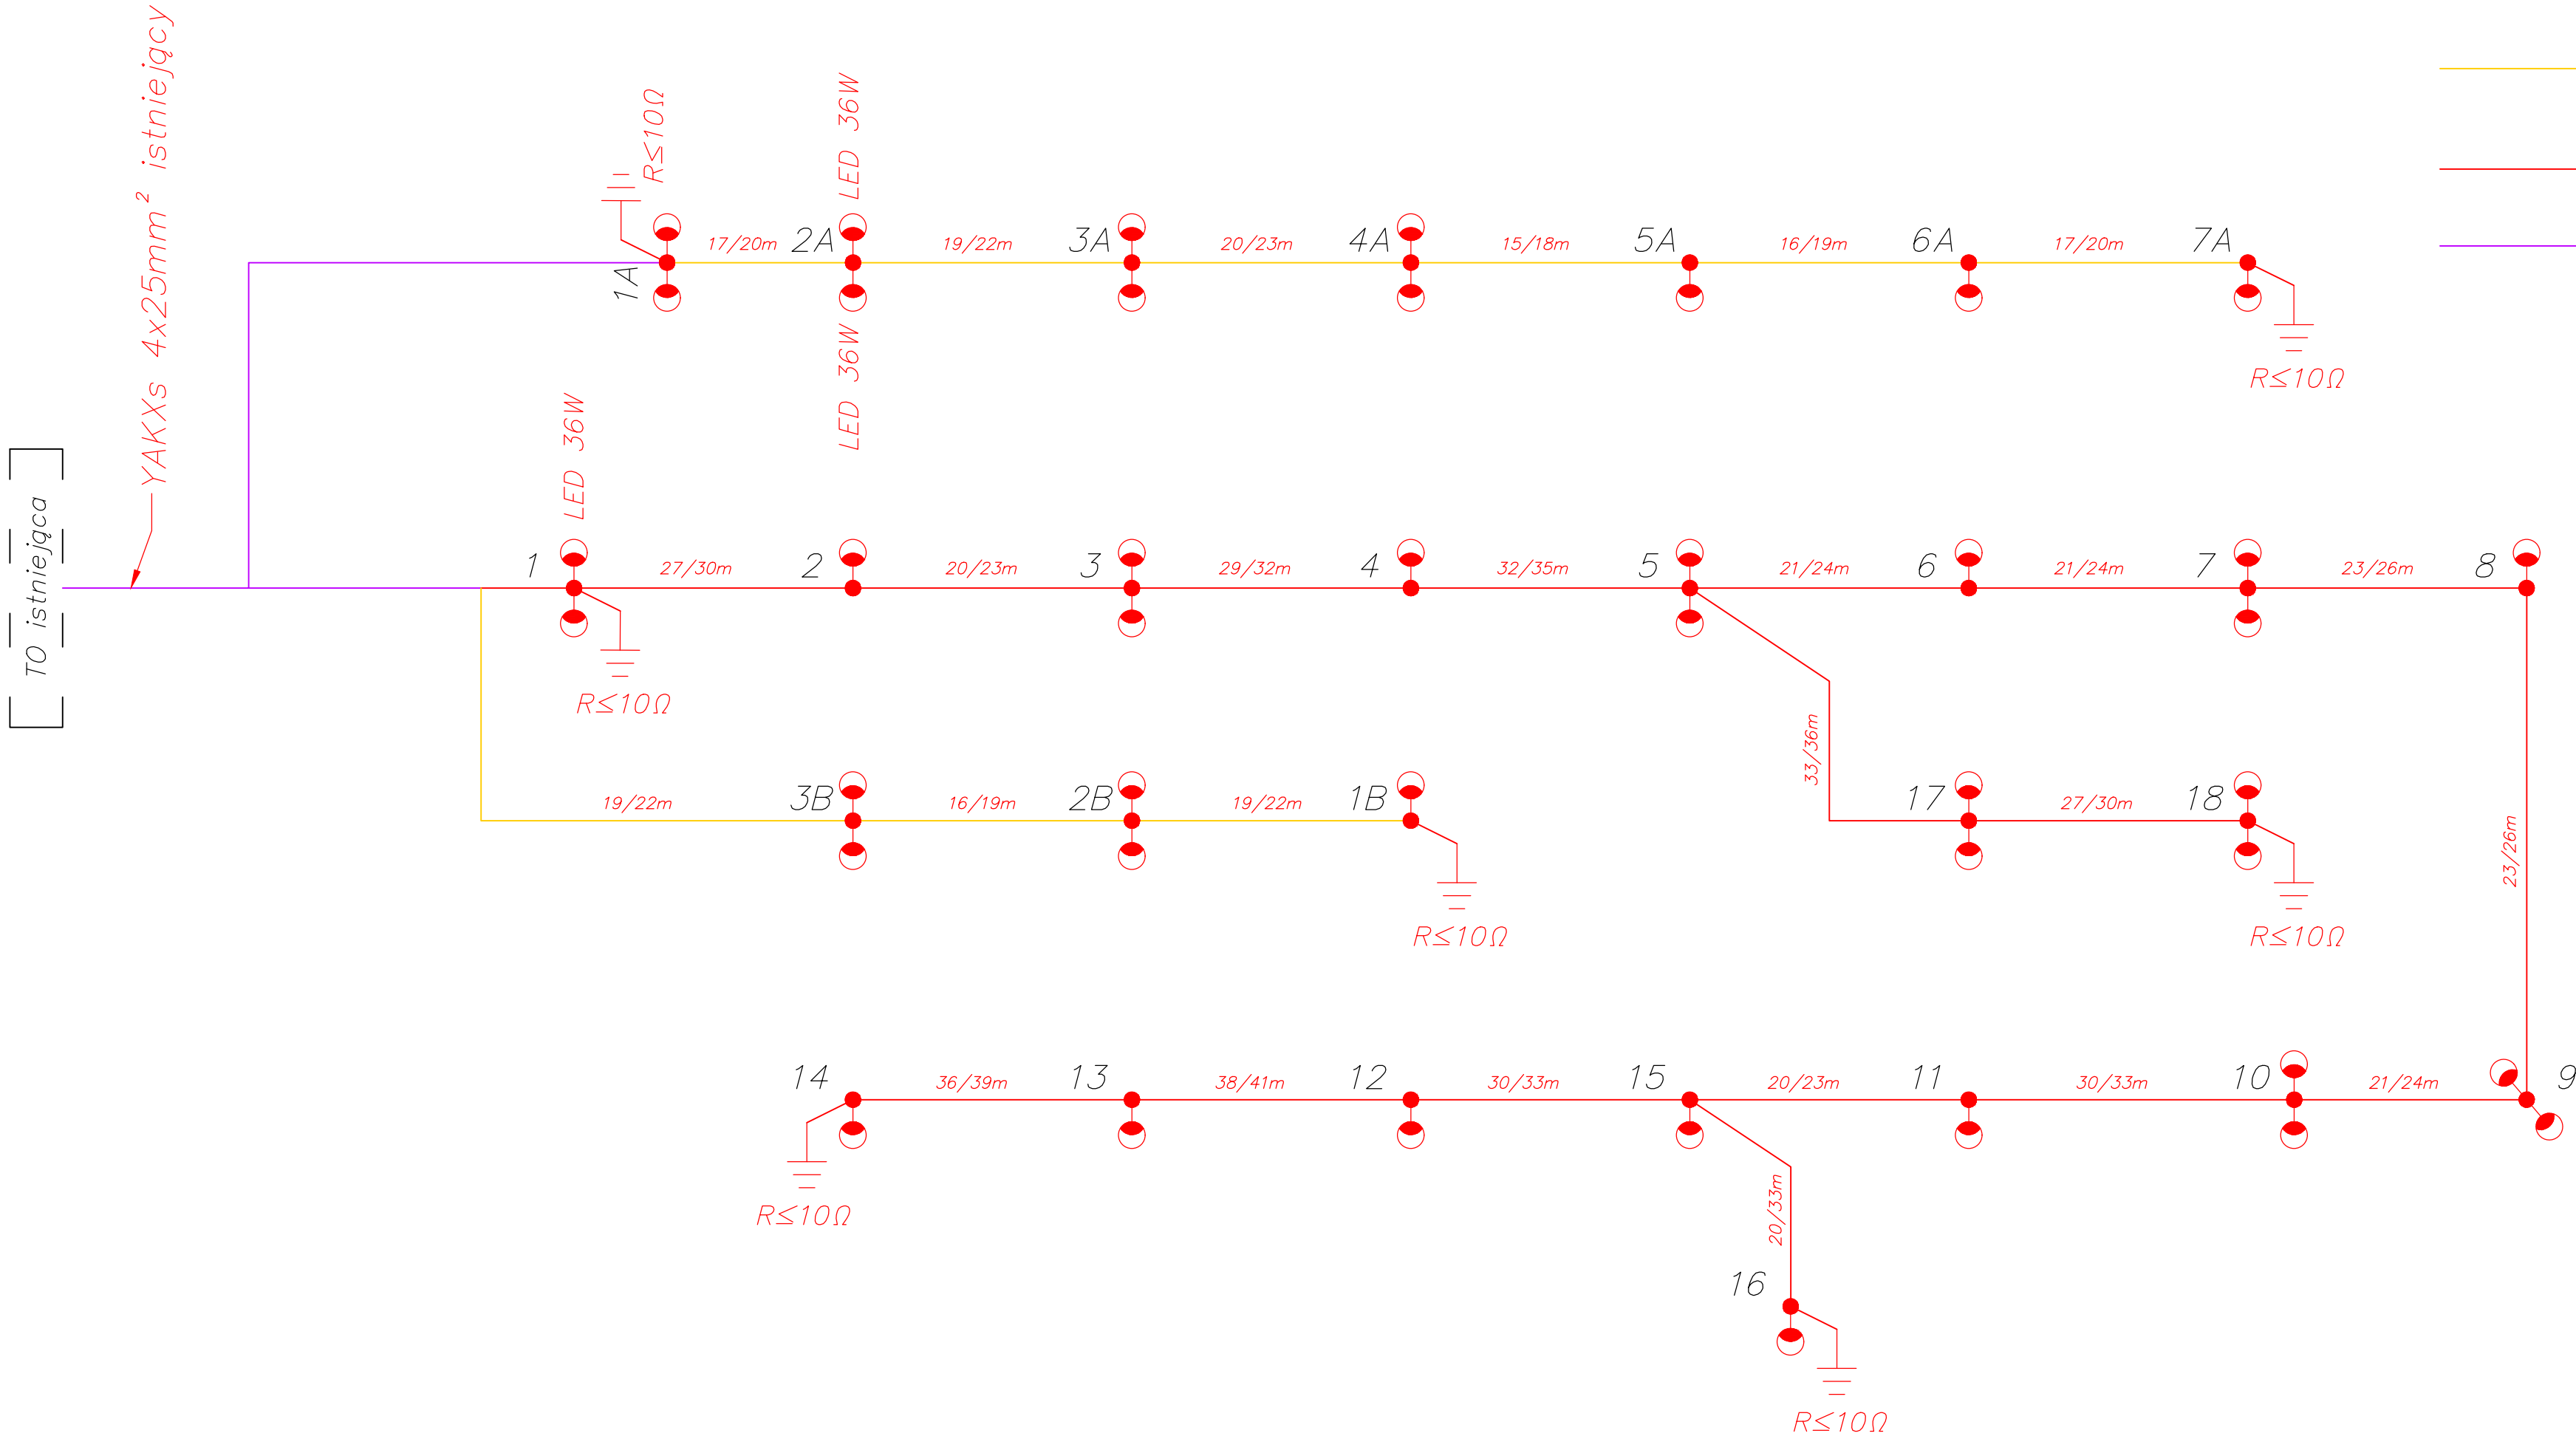 YAKXs 4x25mm² istniejący
TO istniejąca
R≤10Ω
LED 36W
1A
17/20m
2A
19/22m
3A
20/23m
4A
15/18m
5A
16/19m
6A
17/20m
7A
LED 36W
R≤10Ω
LED 36W
1
27/30m
2
20/23m
3
29/32m
4
32/35m
5
21/24m
6
21/24m
7
23/26m
8
R≤10Ω
33/36m
19/22m
3B
16/19m
2B
19/22m
1B
17
27/30m
18
23/26m
R≤10Ω
R≤10Ω
14
36/39m
13
38/41m
12
30/33m
15
20/23m
11
30/33m
10
21/24m
9
R≤10Ω
20/33m
16
R≤10Ω